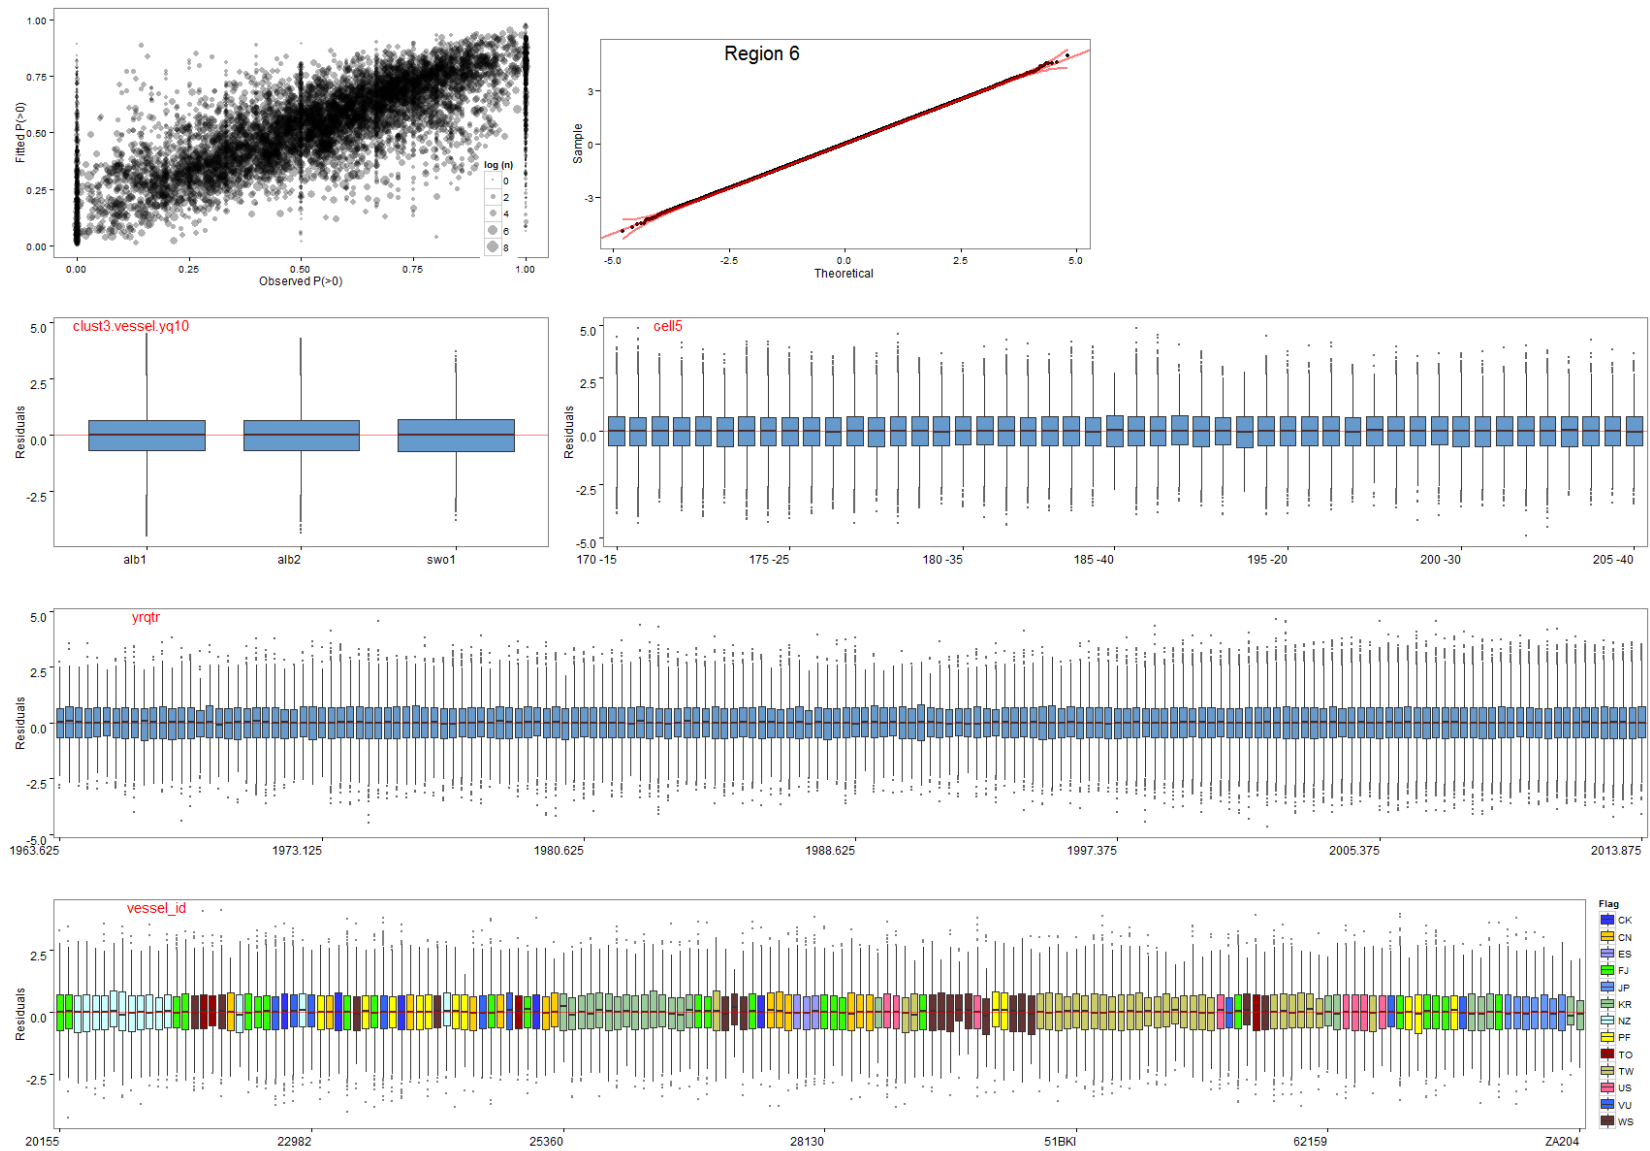 1.00
0.75
0.50
0.25
0.00
Fitted P(>0)
0.00
0.25
0.50
0.75
1.00
Observed P(>0)
log (n)
0
2
4
6
8
Region 6
3
0
-3
Sample
-5.0
-2.5
0.0
2.5
5.0
Theoretical
clust3.vessel.yq10
5.0
2.5
0.0
-2.5
Residuals
alb1
alb2
swo1
cell5
5.0
2.5
0.0
-2.5
-5.0
Residuals
170 -15
175 -25
180 -35
185 -40
195 -20
200 -30
205 -40
yrqtr
5.0
2.5
0.0
-2.5
-5.0
Residuals
1963.625
1973.125
1980.625
1988.625
1997.375
2005.375
2013.875
vessel_id
2.5
0.0
-2.5
Residuals
20155
22982
25360
28130
51BKI
62159
ZA204
Flag
CK
CN
ES
FJ
JP
KR
NZ
PF
TO
TW
US
VU
WS